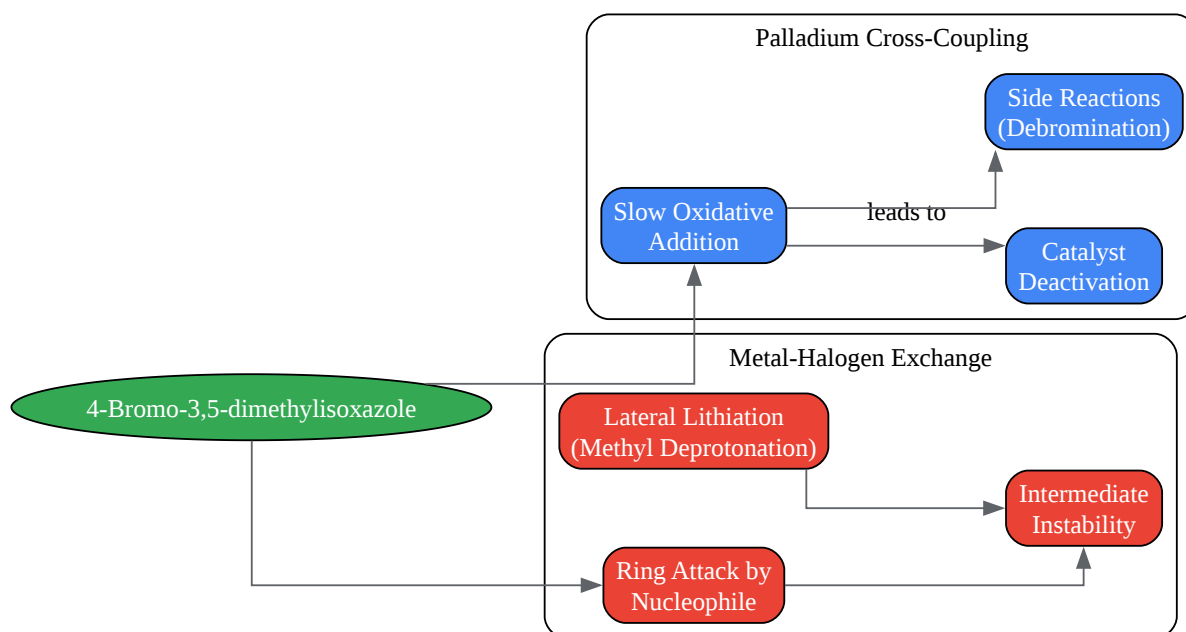 Palladium Cross-Coupling
Side Reactions
(Debromination)
Slow Oxidative
Addition
leads to
Catalyst
Deactivation
Metal-Halogen Exchange
4-Bromo-3,5-dimethylisoxazole
Lateral Lithiation
(Methyl Deprotonation)
Intermediate
Instability
Ring Attack by
Nucleophile